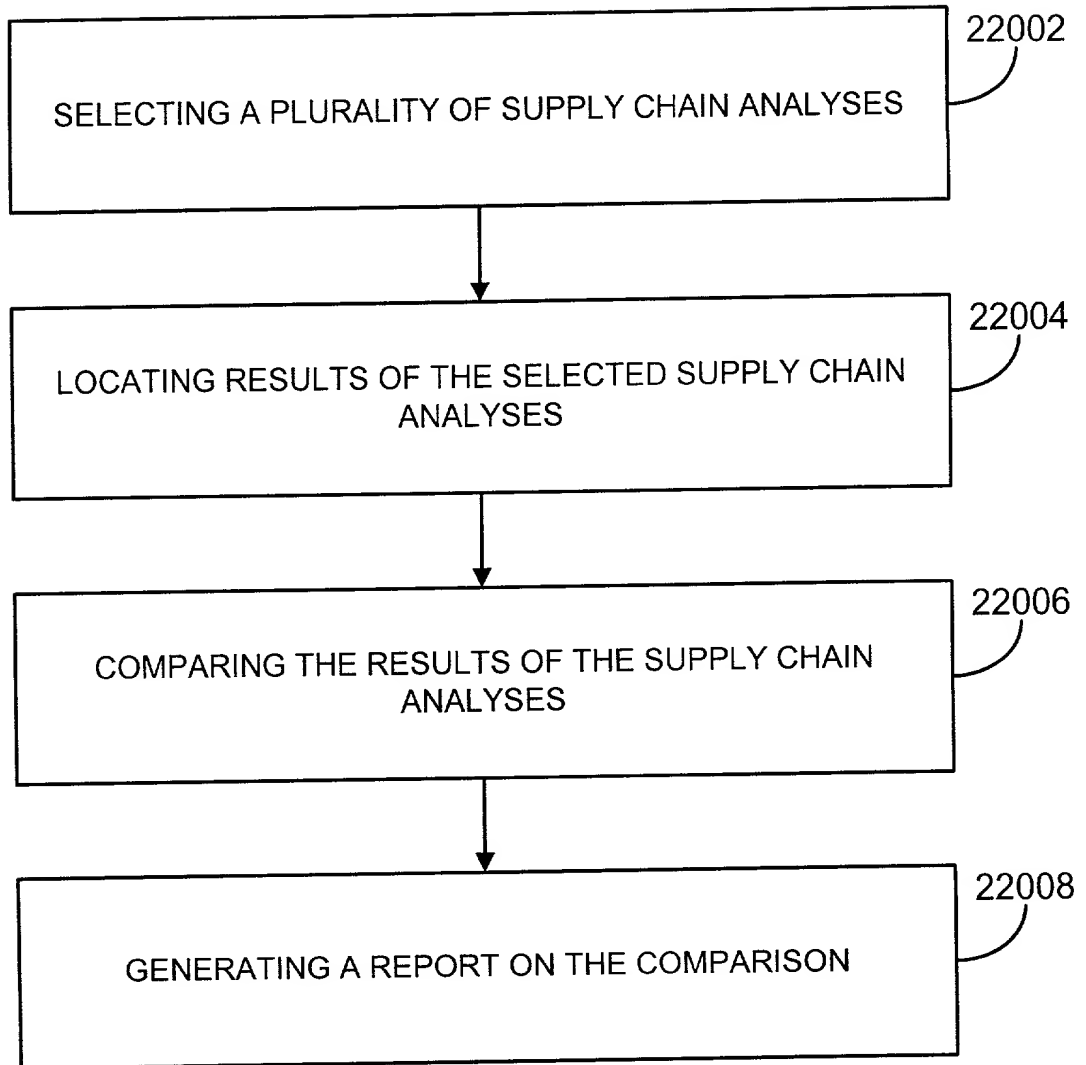 22002
SELECTING A PLURALITY OF SUPPLY CHAIN ANALYSES
22004
LOCATING RESULTS OF THE SELECTED SUPPLY CHAIN
ANALYSES
22006
COMPARING THE RESULTS OF THE SUPPLY CHAIN
ANALYSES
22008
GENERATING A REPORT ON THE COMPARISON